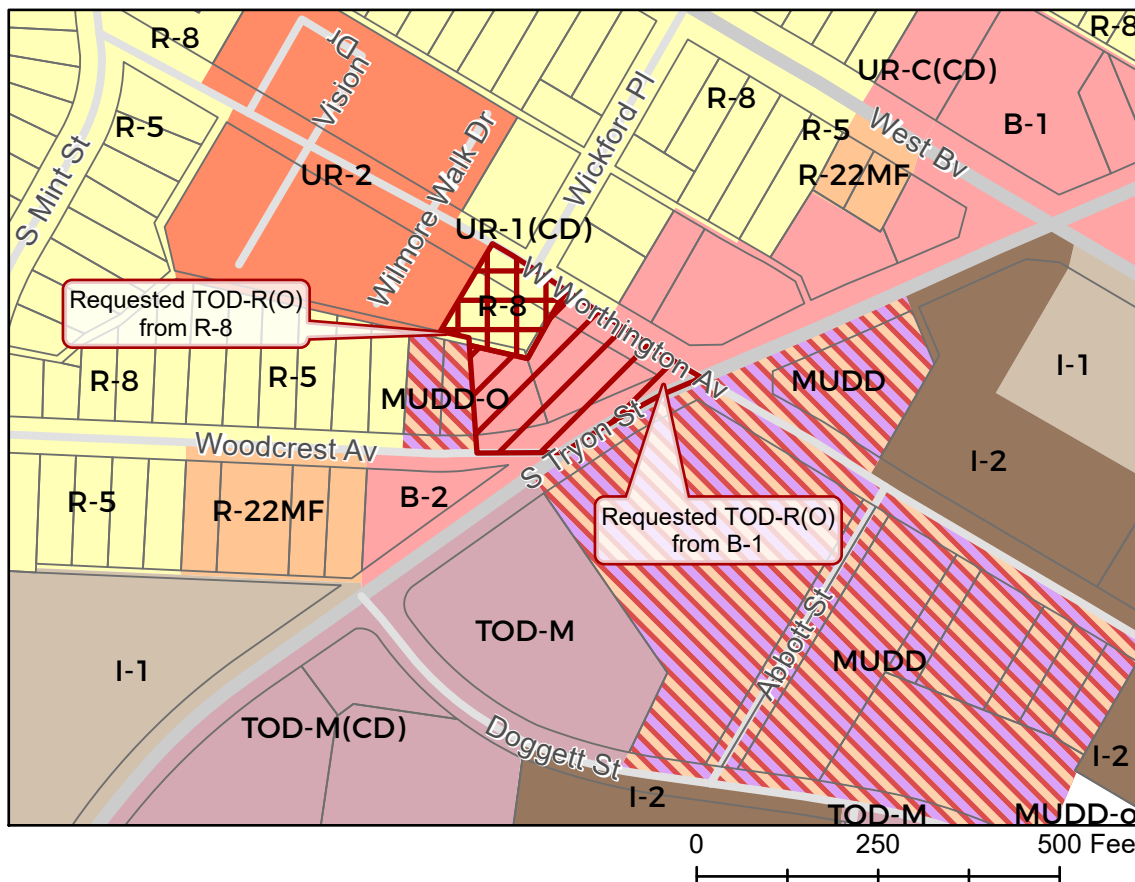 R-8
R-8
Vision Dr
UR-C(CD)
R-8
B-1
R-5
R-5
West Bv
Wickford Pl
S Mint St
UR-2
Wilmore Walk Dr
R-22MF
UR-1(CD)
W Worthington Av
Requested TOD-R(O)
from R-8
R-8
R-8
R-5
MUDD-O
MUDD
I-1
Woodcrest Av
S Tryon St
I-2
R-5
R-22MF
B-2
Requested TOD-R(O)
from B-1
Abbott St
TOD-M
MUDD
I-1
TOD-M(CD)
Doggett St
I-2
I-2
TOD-M
MUDD-o
0 250 500 Fee